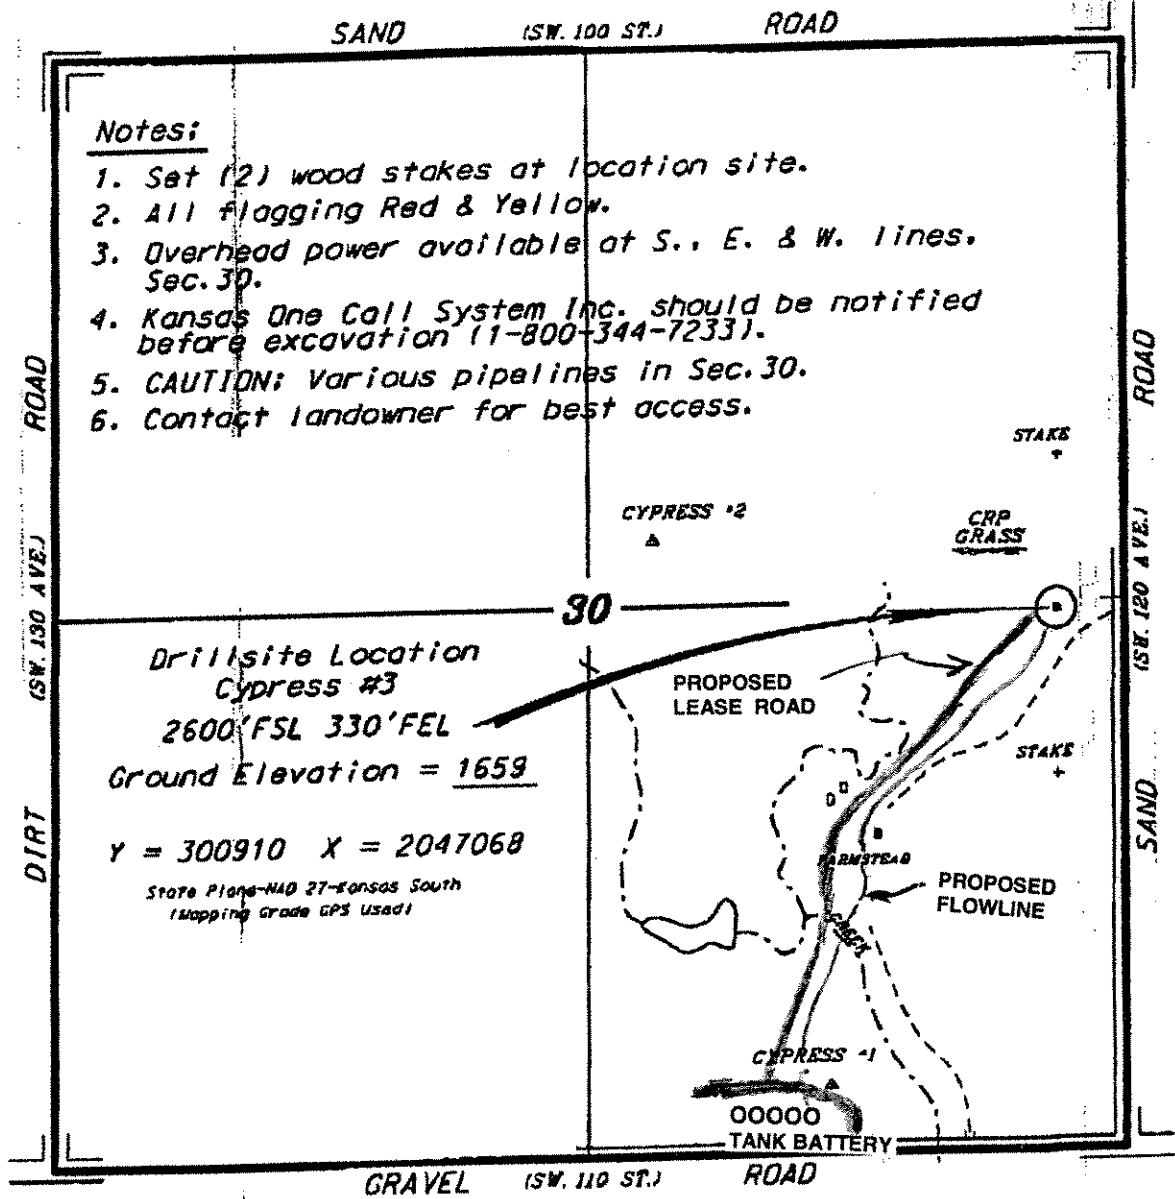 SAND (SW. 100 ST.) ROAD
Notes:
1. Set (2) wood stakes at location site.
2. All flagging Red & Yellow.
3. Overhead power available at S., E. & W. lines.
Sec.30.
4. Kansas One Call System Inc. should be notified
before excavation (1-800-344-7233).
5. CAUTION: Various pipelines in Sec.30.
6. Contact landowner for best access.
DIRT (SW. 130 AVE.) ROAD
SAND (SW. 120 AVE.) ROAD
STAKE
CYPRESS #2
CRP
GRASS
30
Drillsite Location
Cypress #3
2600'FSL 330'FEL
Ground Elevation = 1659
Y = 300910 X = 2047068
State Plane-NAD 27-Kansas South
(Mapping Grade GPS Used)
PROPOSED
LEASE ROAD
STAKE
FARMSTEAD
PROPOSED
FLOWLINE
CREEK
CYPRESS #1
OOOOO
TANK BATTERY
GRAVEL (SW. 110 ST.) ROAD